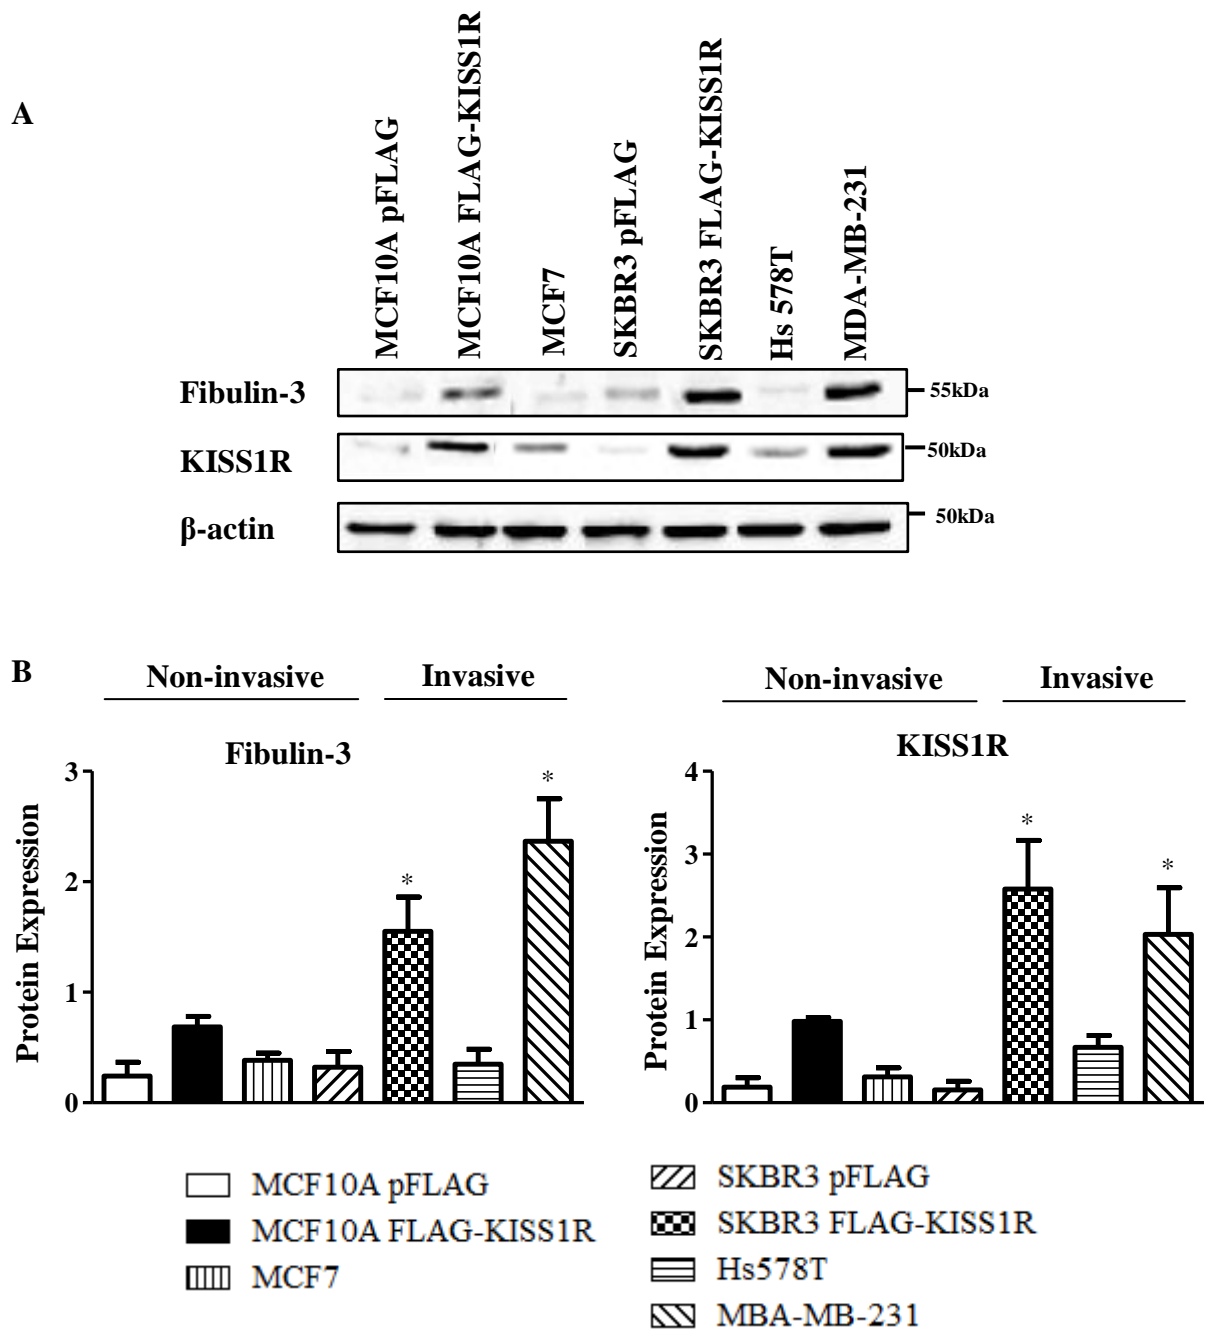 A
MCF10A pFLAG
MCF10A FLAG-KISS1R
MCF7
SKBR3 pFLAG
SKBR3 FLAG-KISS1R
Hs 578T
MDA-MB-231
Fibulin-3
55kDa
KISS1R
50kDa
β-actin
50kDa
B
Non-invasive
Invasive
Fibulin-3
Protein Expression
3
2
1
0
*
*
Non-invasive
Invasive
KISS1R
Protein Expression
4
3
2
1
0
*
*
MCF10A pFLAG
MCF10A FLAG-KISS1R
MCF7
SKBR3 pFLAG
SKBR3 FLAG-KISS1R
Hs578T
MBA-MB-231